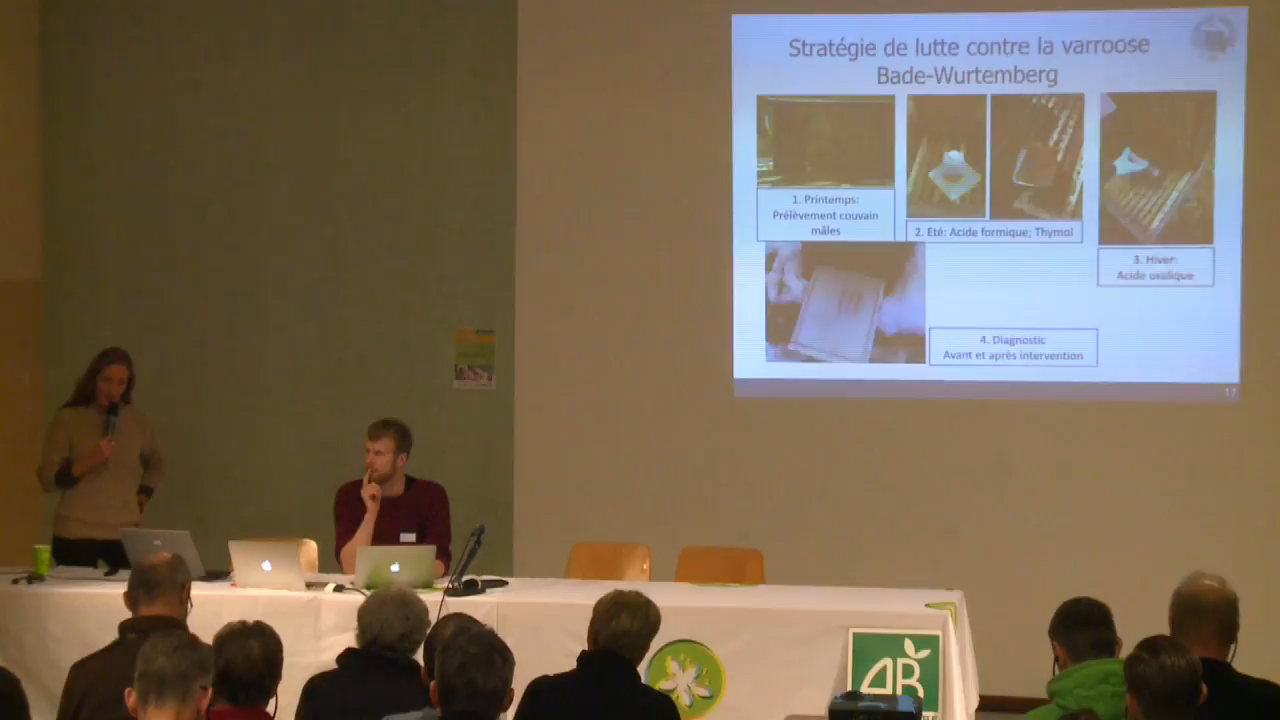 Stratégie de lutte contre la varroose
Bade-Wurtemberg
1. Printemps:
Prélèvement couvain
mâles
2. Eté: Acide formique; Thymol
3. Hiver:
Acide oxalique
4. Diagnostic
Avant et après intervention
17
AB